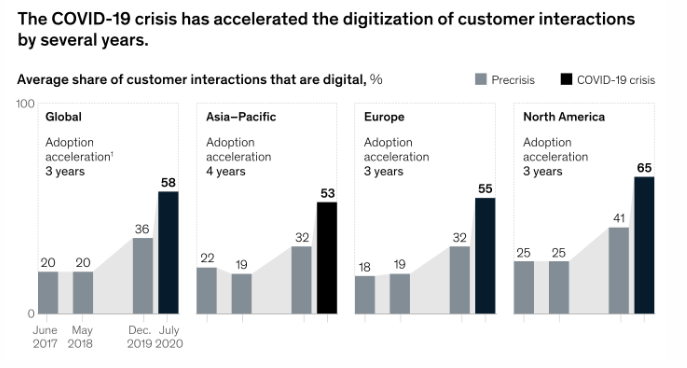 The COVID-19 crisis has accelerated the digitization of customer interactions
by several years.
Average share of customer interactions that are digital, %
Precrisis
COVID-19 crisis
100
0
Global
Adoption
acceleration¹
3 years
20
20
36
58
June
2017
May
2018
Dec.
2019
July
2020
Asia–Pacific
Adoption
acceleration
4 years
22
19
32
53
Europe
Adoption
acceleration
3 years
18
19
32
55
North America
Adoption
acceleration
3 years
25
25
41
65